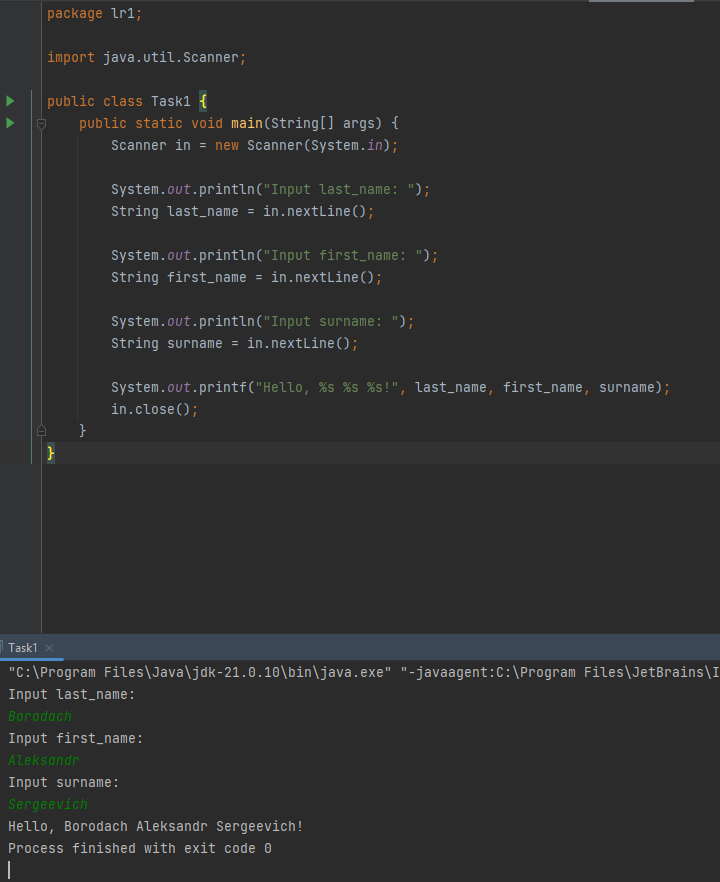 package lr1;
import java.util.Scanner;
public class Task1 {
public static void main(String[] args) {
Scanner in = new Scanner(System.in);
System.out.println("Input last_name: ");
String last_name = in.nextLine();
System.out.println("Input first_name: ");
String first_name = in.nextLine();
System.out.println("Input surname: ");
String surname = in.nextLine();
System.out.printf("Hello, %s %s %s!", last_name, first_name, surname);
in.close();
}
}
Task1
"C:\Program Files\Java\jdk-21.0.10\bin\java.exe" "-javaagent:C:\Program Files\JetBrains\I
Input last_name:
Borodach
Input first_name:
Aleksandr
Input surname:
Sergeevich
Hello, Borodach Aleksandr Sergeevich!
Process finished with exit code 0